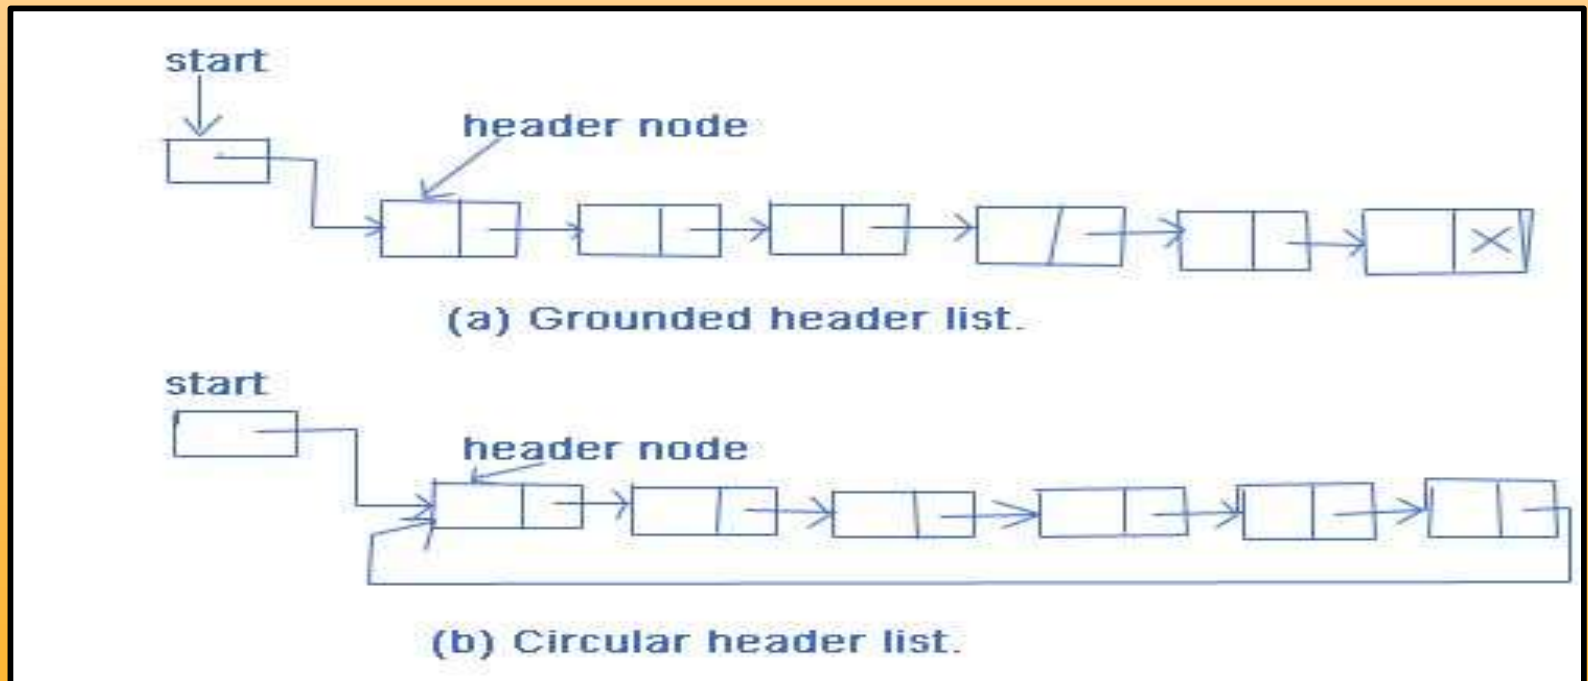 start
header node
(a) Grounded header list.
start
header node
(b) Circular header list.